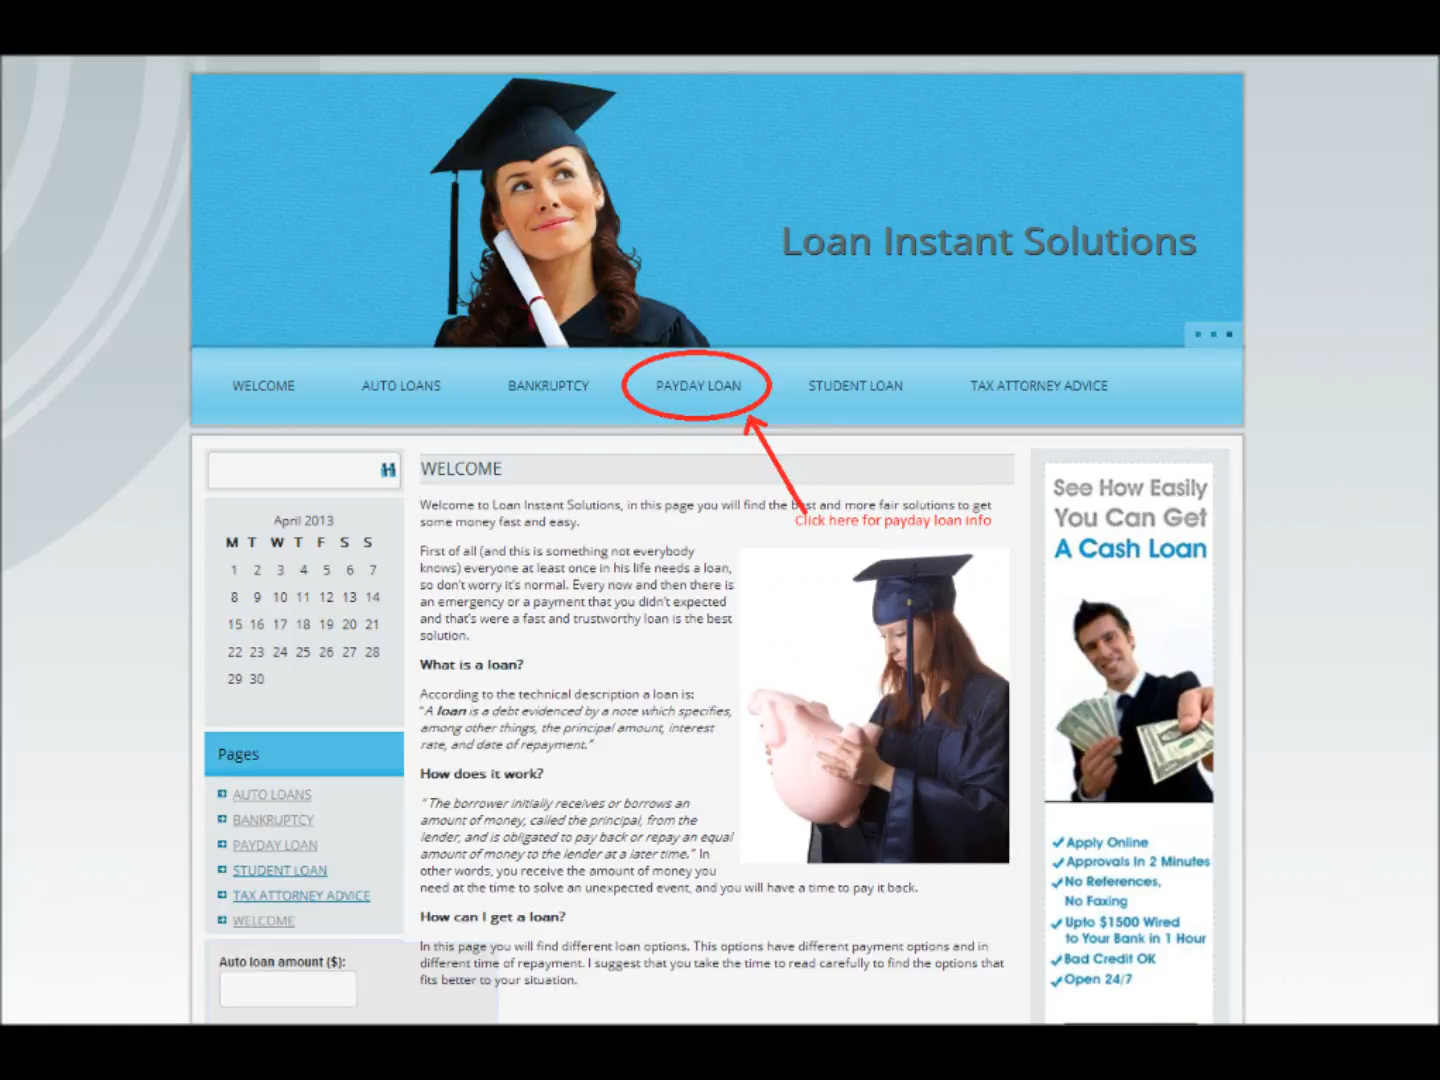 Loan Instant Solutions
WELCOME
AUTO LOANS
BANKRUPTCY
PAYDAY LOAN
STUDENT LOAN
TAX ATTORNEY ADVICE
Click here for payday loan info
April 2013
M T W T F S S
1 2 3 4 5 6 7
8 9 10 11 12 13 14
15 16 17 18 19 20 21
22 23 24 25 26 27 28
29 30
Pages
AUTO LOANS
BANKRUPTCY
PAYDAY LOAN
STUDENT LOAN
TAX ATTORNEY ADVICE
WELCOME
Auto loan amount ($):
WELCOME
Welcome to Loan Instant Solutions, in this page you will find the best and more fair solutions to get
some money fast and easy.
First of all (and this is something not everybody
knows) everyone at least once in his life needs a loan,
so don't worry it's normal. Every now and then there is
an emergency or a payment that you didn't expected
and that's were a fast and trustworthy loan is the best
solution.
What is a loan?
According to the technical description a loan is:
"A loan is a debt evidenced by a note which specifies,
among other things, the principal amount, interest
rate, and date of repayment."
How does it work?
" The borrower initially receives or borrows an
amount of money, called the principal, from the
lender, and is obligated to pay back or repay an equal
amount of money to the lender at a later time." In
other words, you receive the amount of money you
need at the time to solve an unexpected event, and you will have a time to pay it back.
How can I get a loan?
In this page you will find different loan options. This options have different payment options and in
different time of repayment. I suggest that you take the time to read carefully to find the options that
fits better to your situation.
See How Easily
You Can Get
A Cash Loan
Apply Online
Approvals In 2 Minutes
No References,
No Faxing
Upto $1500 Wired
to Your Bank in 1 Hour
Bad Credit OK
Open 24/7